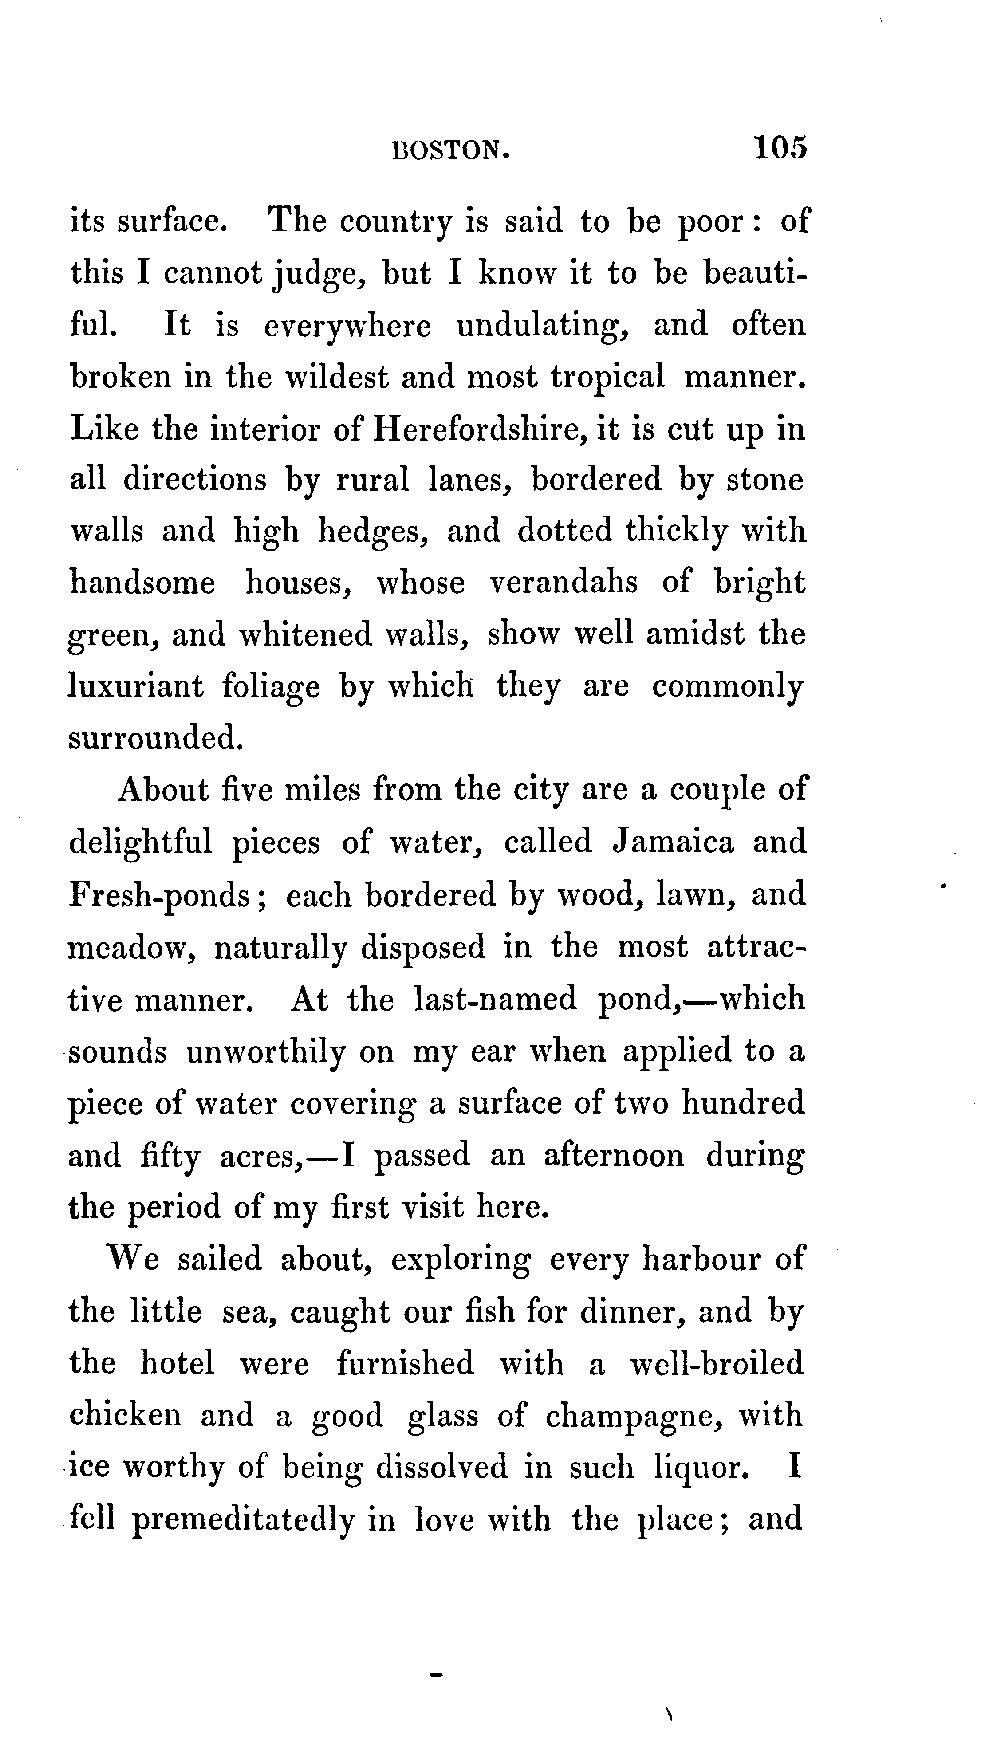 BOSTON. 105
its surface. The country is said to be poor : of
this I cannot judge, but I know it to be beauti-
ful. It is everywhere undulating, and often
broken in the wildest and most tropical manner.
Like the interior of Herefordshire, it is cut up in
all directions by rural lanes, bordered by stone
walls and high hedges, and dotted thickly with
handsome houses, whose verandahs of bright
green, and whitened walls, show well amidst the
luxuriant foliage by which they are commonly
surrounded.
About five miles from the city are a couple of
delightful pieces of water, called Jamaica and
Fresh-ponds ; each bordered by wood, lawn, and
meadow, naturally disposed in the most attrac-
tive manner. At the last-named pond,—which
sounds unworthily on my ear when applied to a
piece of water covering a surface of two hundred
and fifty acres,—I passed an afternoon during
the period of my first visit here.
We sailed about, exploring every harbour of
the little sea, caught our fish for dinner, and by
the hotel were furnished with a well-broiled
chicken and a good glass of champagne, with
ice worthy of being dissolved in such liquor. I
fell premeditatedly in love with the place ; and